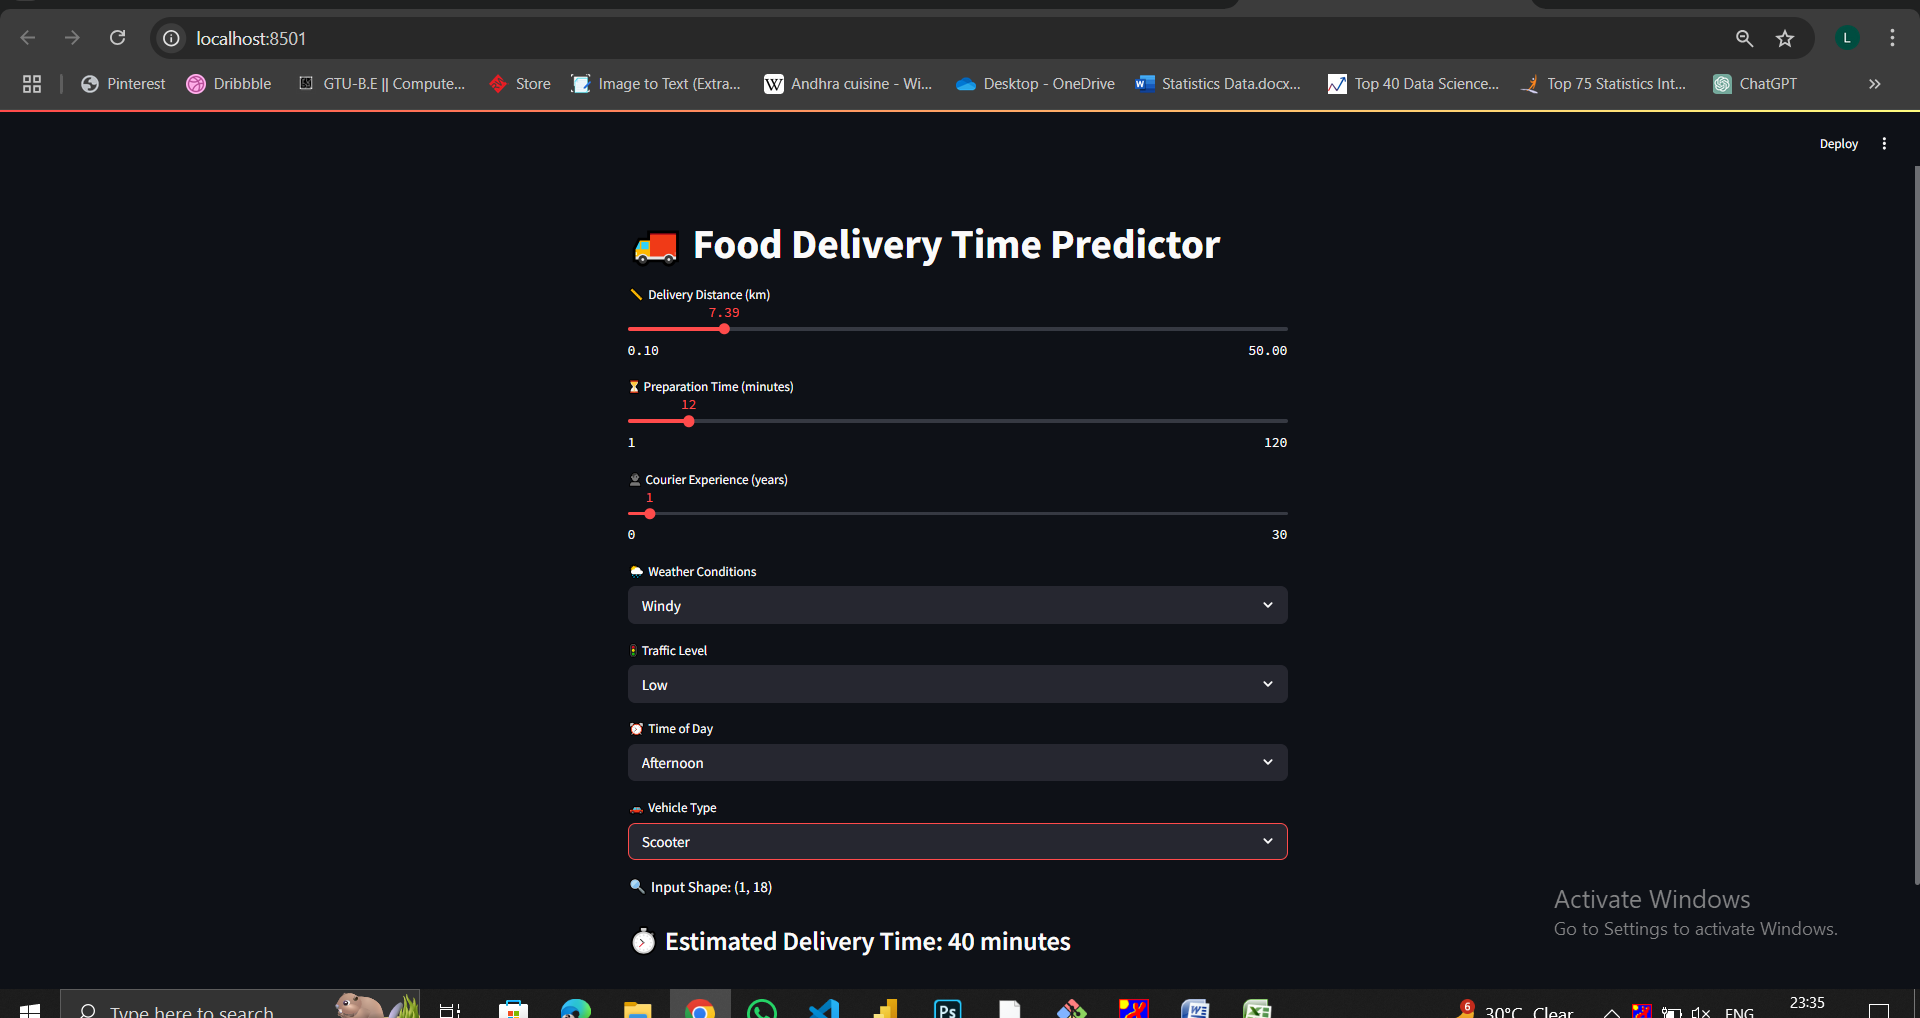 localhost:8501
L
Pinterest
Dribbble
GTU-B.E || Compute...
Store
Image to Text (Extra...
W
Andhra cuisine - Wi...
Desktop - OneDrive
Statistics Data.docx...
Top 40 Data Science...
Top 75 Statistics Int...
ChatGPT
Deploy
Food Delivery Time Predictor
Delivery Distance (km)
7.39
0.10
50.00
Preparation Time (minutes)
12
1
120
Courier Experience (years)
1
0
30
Weather Conditions
Windy
Traffic Level
Low
Time of Day
Afternoon
Vehicle Type
Scooter
Input Shape: (1, 18)
Estimated Delivery Time: 40 minutes
Activate Windows
Go to Settings to activate Windows.
Type here to search
Ps
6
30°C Clear
ENG
23:35